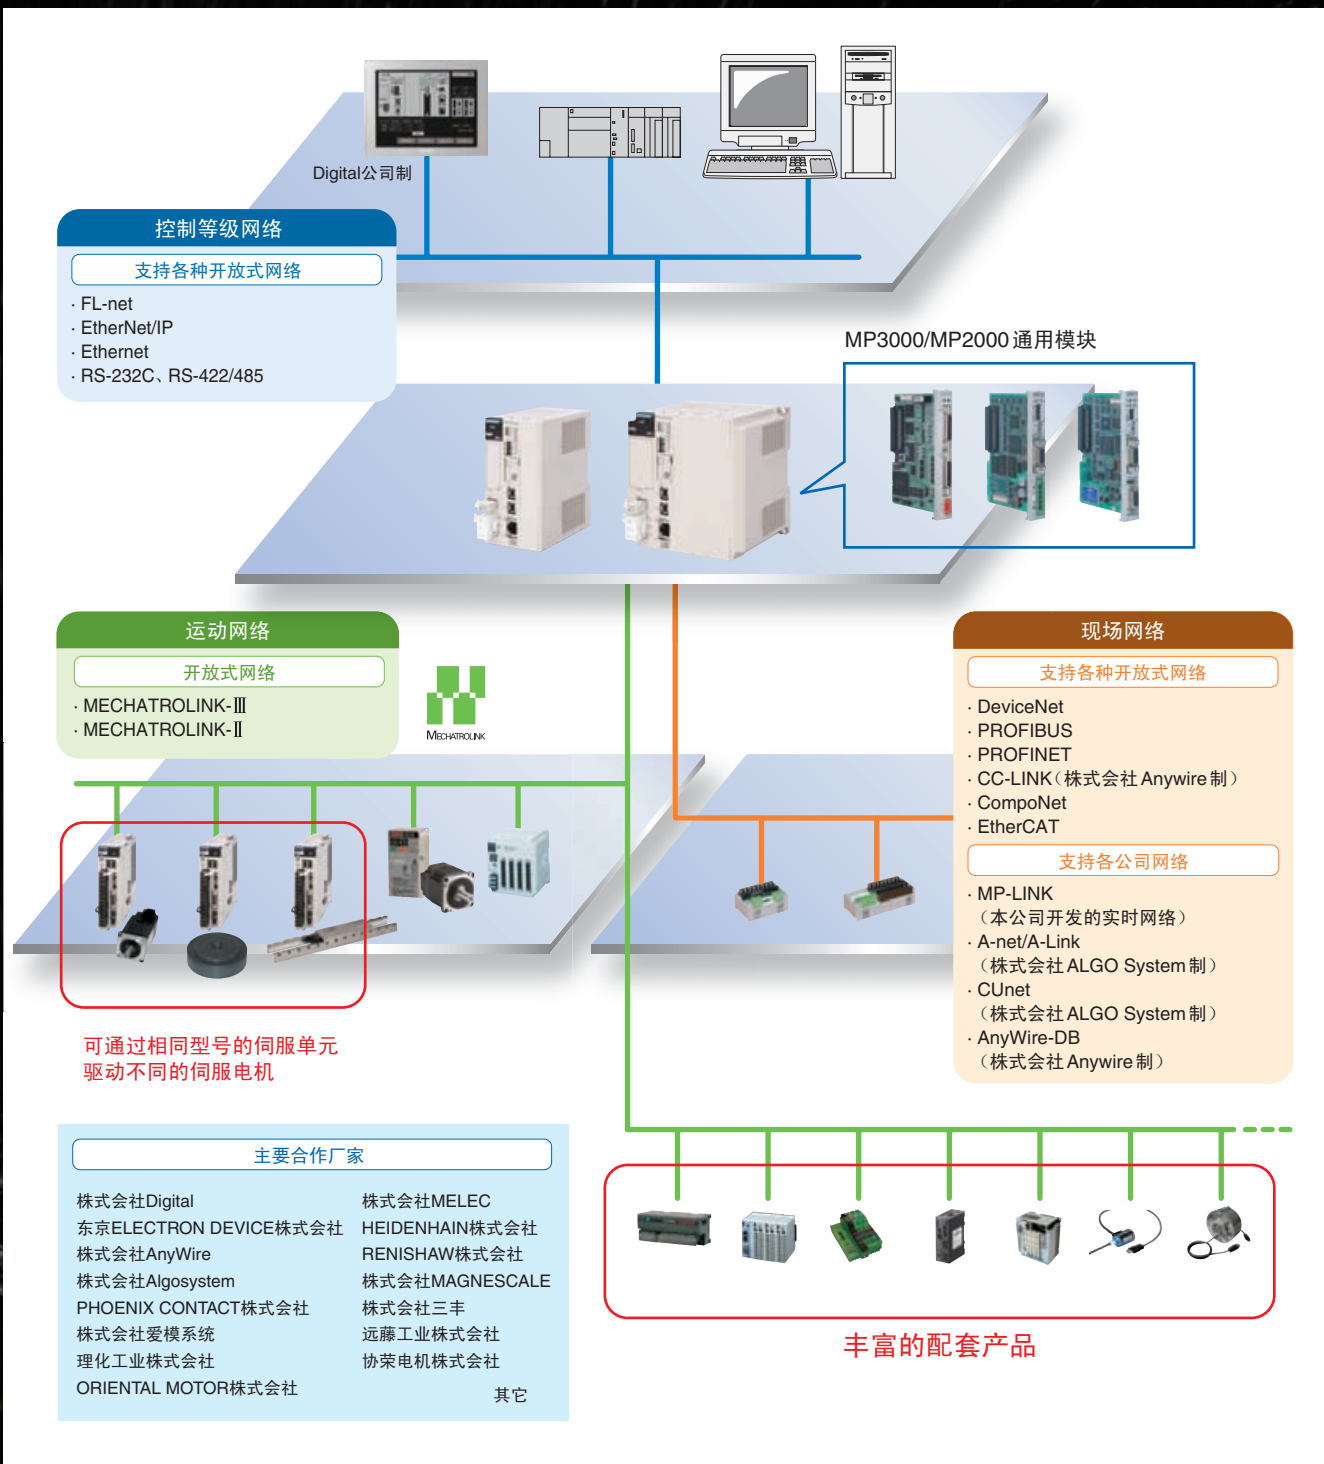 Digital公司制
控制等级网络
支持各种开放式网络
· FL-net
· EtherNet/IP
· Ethernet
· RS-232C、RS-422/485
MP3000/MP2000通用模块
运动网络
开放式网络
· MECHATROLINK-Ⅲ
· MECHATROLINK-Ⅱ
MECHATROLINK
现场网络
支持各种开放式网络
· DeviceNet
· PROFIBUS
· PROFINET
· CC-LINK（株式会社Anywire制）
· CompoNet
· EtherCAT
支持各公司网络
· MP-LINK
（本公司开发的实时网络）
· A-net/A-Link
（株式会社ALGO System制）
· CUnet
（株式会社ALGO System制）
· AnyWire-DB
（株式会社Anywire制）
可通过相同型号的伺服单元
驱动不同的伺服电机
主要合作厂家
株式会社Digital
东京ELECTRON DEVICE株式会社
株式会社AnyWire
株式会社Algosystem
PHOENIX CONTACT株式会社
株式会社爱模系统
理化工业株式会社
ORIENTAL MOTOR株式会社
株式会社MELEC
HEIDENHAIN株式会社
RENISHAW株式会社
株式会社MAGNESCALE
株式会社三丰
远藤工业株式会社
协荣电机株式会社
其它
丰富的配套产品